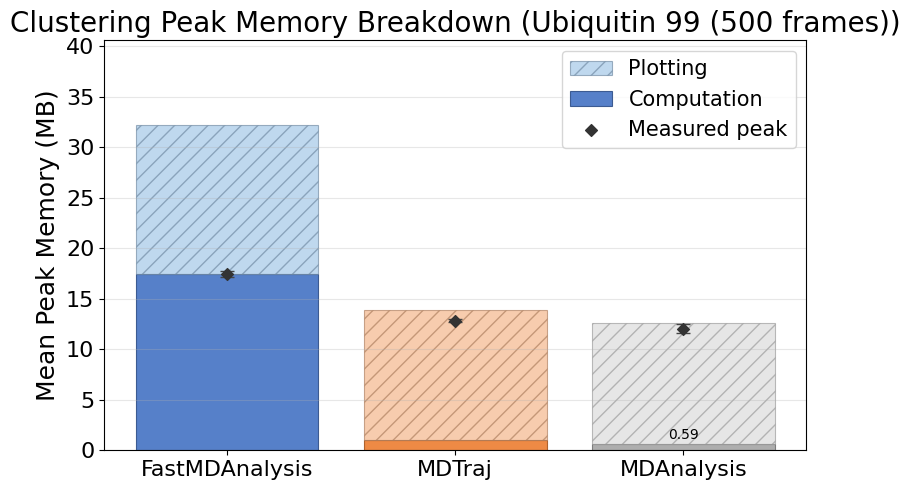 Clustering Peak Memory Breakdown (Ubiquitin 99 (500 frames))
Mean Peak Memory (MB)
40
35
30
25
20
15
10
5
0
Plotting
Computation
Measured peak
0.59
FastMDAnalysis
MDTraj
MDAnalysis